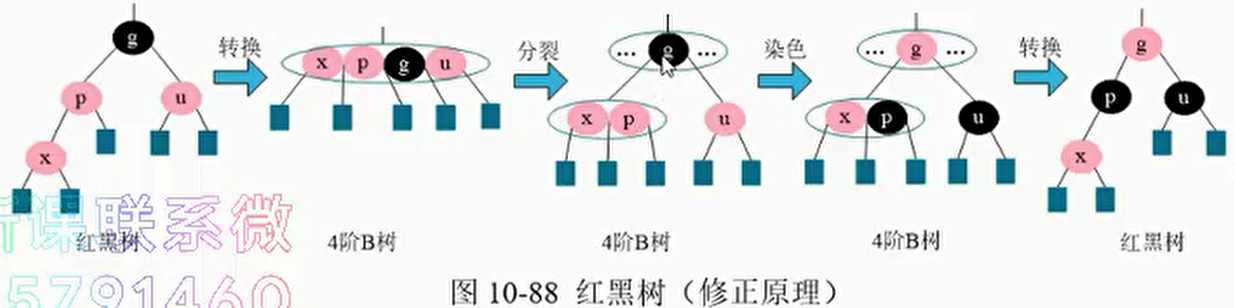 g
转换
x p g u
分裂
… g …
染色
… g …
转换
g
p u
x p
u
x p
u
p u
x
x
红黑树
4阶B树
4阶B树
4阶B树
红黑树
课联系微
5791460
图 10-88 红黑树（修正原理）